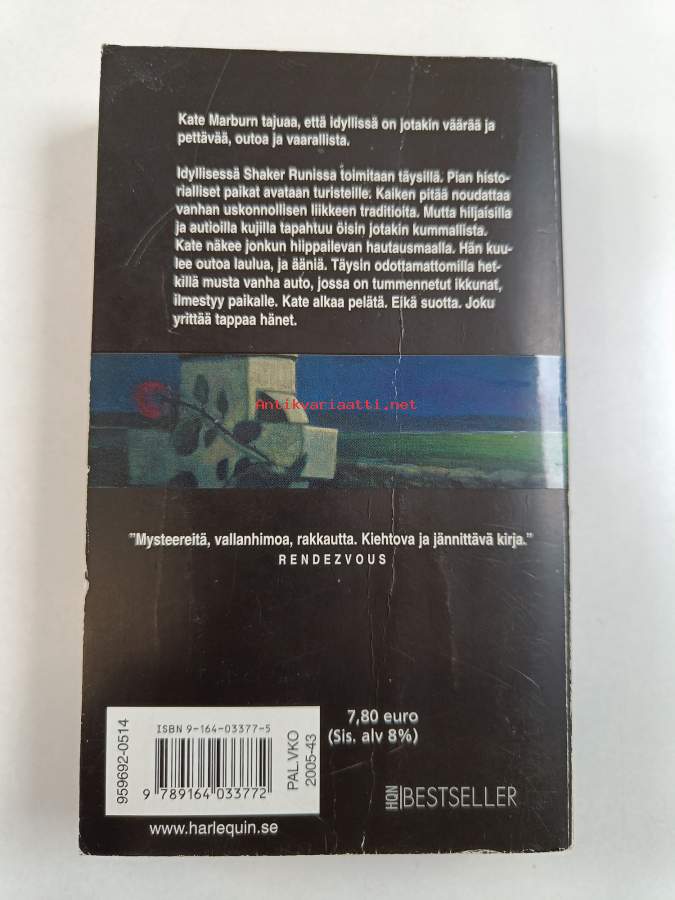 Kate Marburn tajuaa, että idyllissä on jotakin väärää ja
pettävää, outoa ja vaarallista.
Idyllisessä Shaker Runissa toimitaan täysillä. Pian histo-
rialliset paikat avataan turisteille. Kaiken pitää noudattaa
vanhan uskonnollisen liikkeen traditioita. Mutta hiljaisilla
ja autioilla kujilla tapahtuu öisin jotakin kummallista.
Kate näkee jonkun hiippailevan hautausmaalla. Hän kuu-
lee outoa laulua, ja ääniä. Täysin odottamattomilla het-
killä musta vanha auto, jossa on tummennetut ikkunat,
ilmestyy paikalle. Kate alkaa pelätä. Eikä suotta. Joku
yrittää tappaa hänet.
Antikvariaatti.net
"Mysteereitä, vallanhimoa, rakkautta. Kiehtova ja jännittävä kirja."
RENDEZVOUS
959692-0514
ISBN 9-164-03377-5
9 789164 033772
PAL.VKO
2005-43
www.harlequin.se
7,80 euro
(Sis. alv 8%)
HQN BESTSELLER